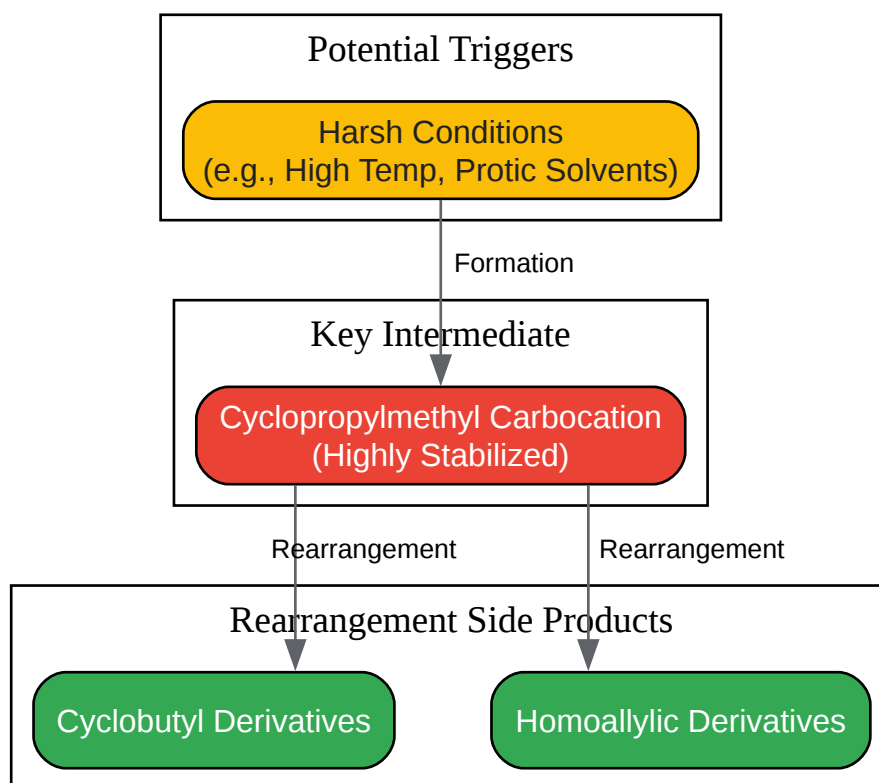 Potential Triggers
Harsh Conditions
(e.g., High Temp, Protic Solvents)
Formation
Key Intermediate
Cyclopropylmethyl Carbocation
(Highly Stabilized)
Rearrangement
Rearrangement
Rearrangement Side Products
Cyclobutyl Derivatives
Homoallylic Derivatives